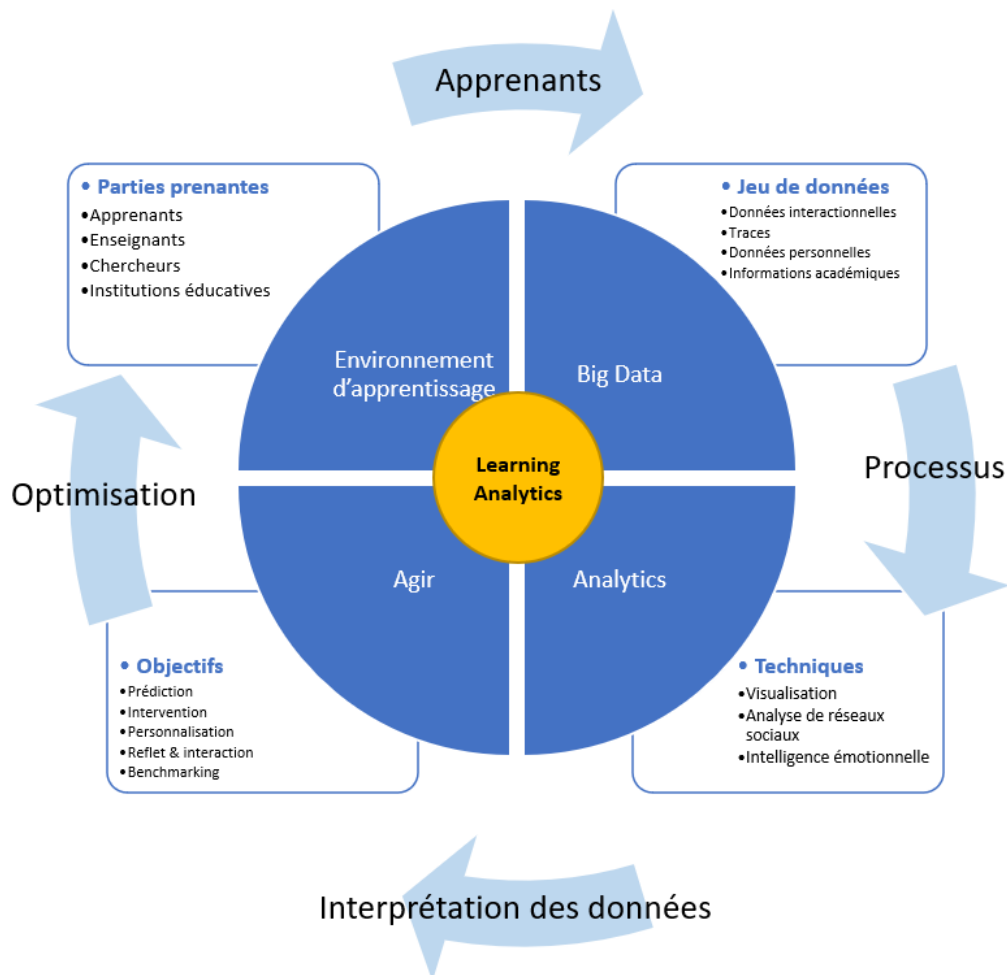 Apprenants
• Parties prenantes
•Apprenants
•Enseignants
•Chercheurs
•Institutions éducatives
• Jeu de données
•Données interactionnelles
•Traces
•Données personnelles
•Informations académiques
Environnement
d’apprentissage
Big Data
Learning
Analytics
Optimisation
Processus
Agir
Analytics
• Objectifs
•Prédiction
•Intervention
•Personnalisation
•Reflet & interaction
•Benchmarking
• Techniques
•Visualisation
•Analyse de réseaux
sociaux
•Intelligence émotionnelle
Interprétation des données